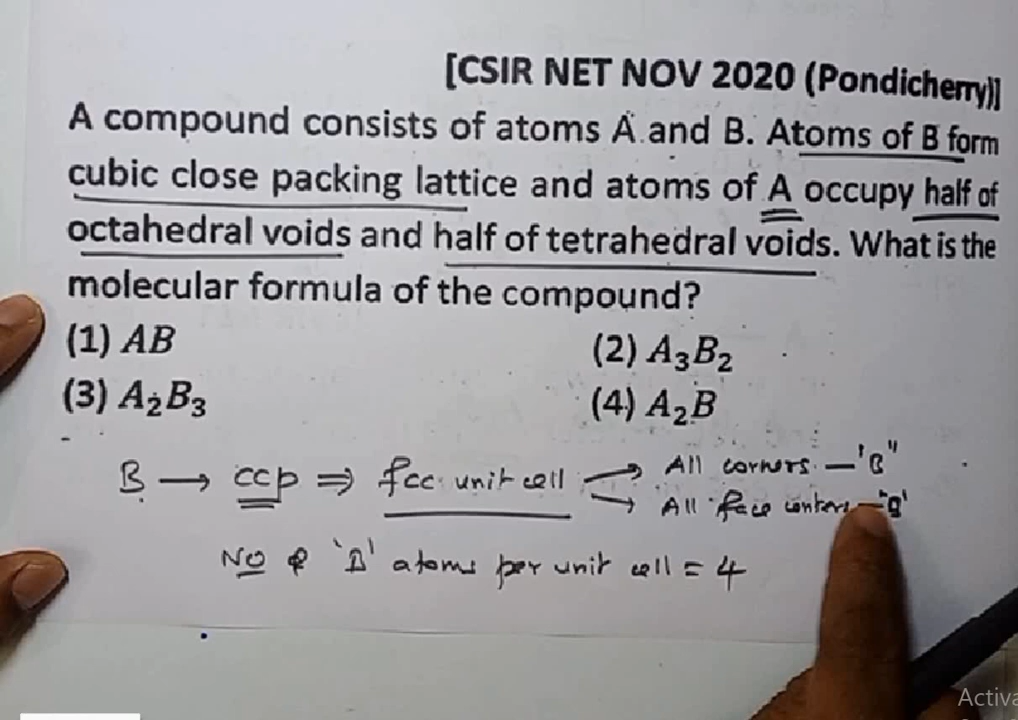 [CSIR NET NOV 2020 (Pondicherry)]
A compound consists of atoms A and B. Atoms of B form
cubic close packing lattice and atoms of A occupy half of
octahedral voids and half of tetrahedral voids. What is the
molecular formula of the compound?
(1) AB (2) A₃B₂
(3) A₂B₃ (4) A₂B
B → ccp ⇒ fcc unit cell → All corners - 'B"
→ All face centers - 'B'
No of 'B' atoms per unit cell = 4
Activa